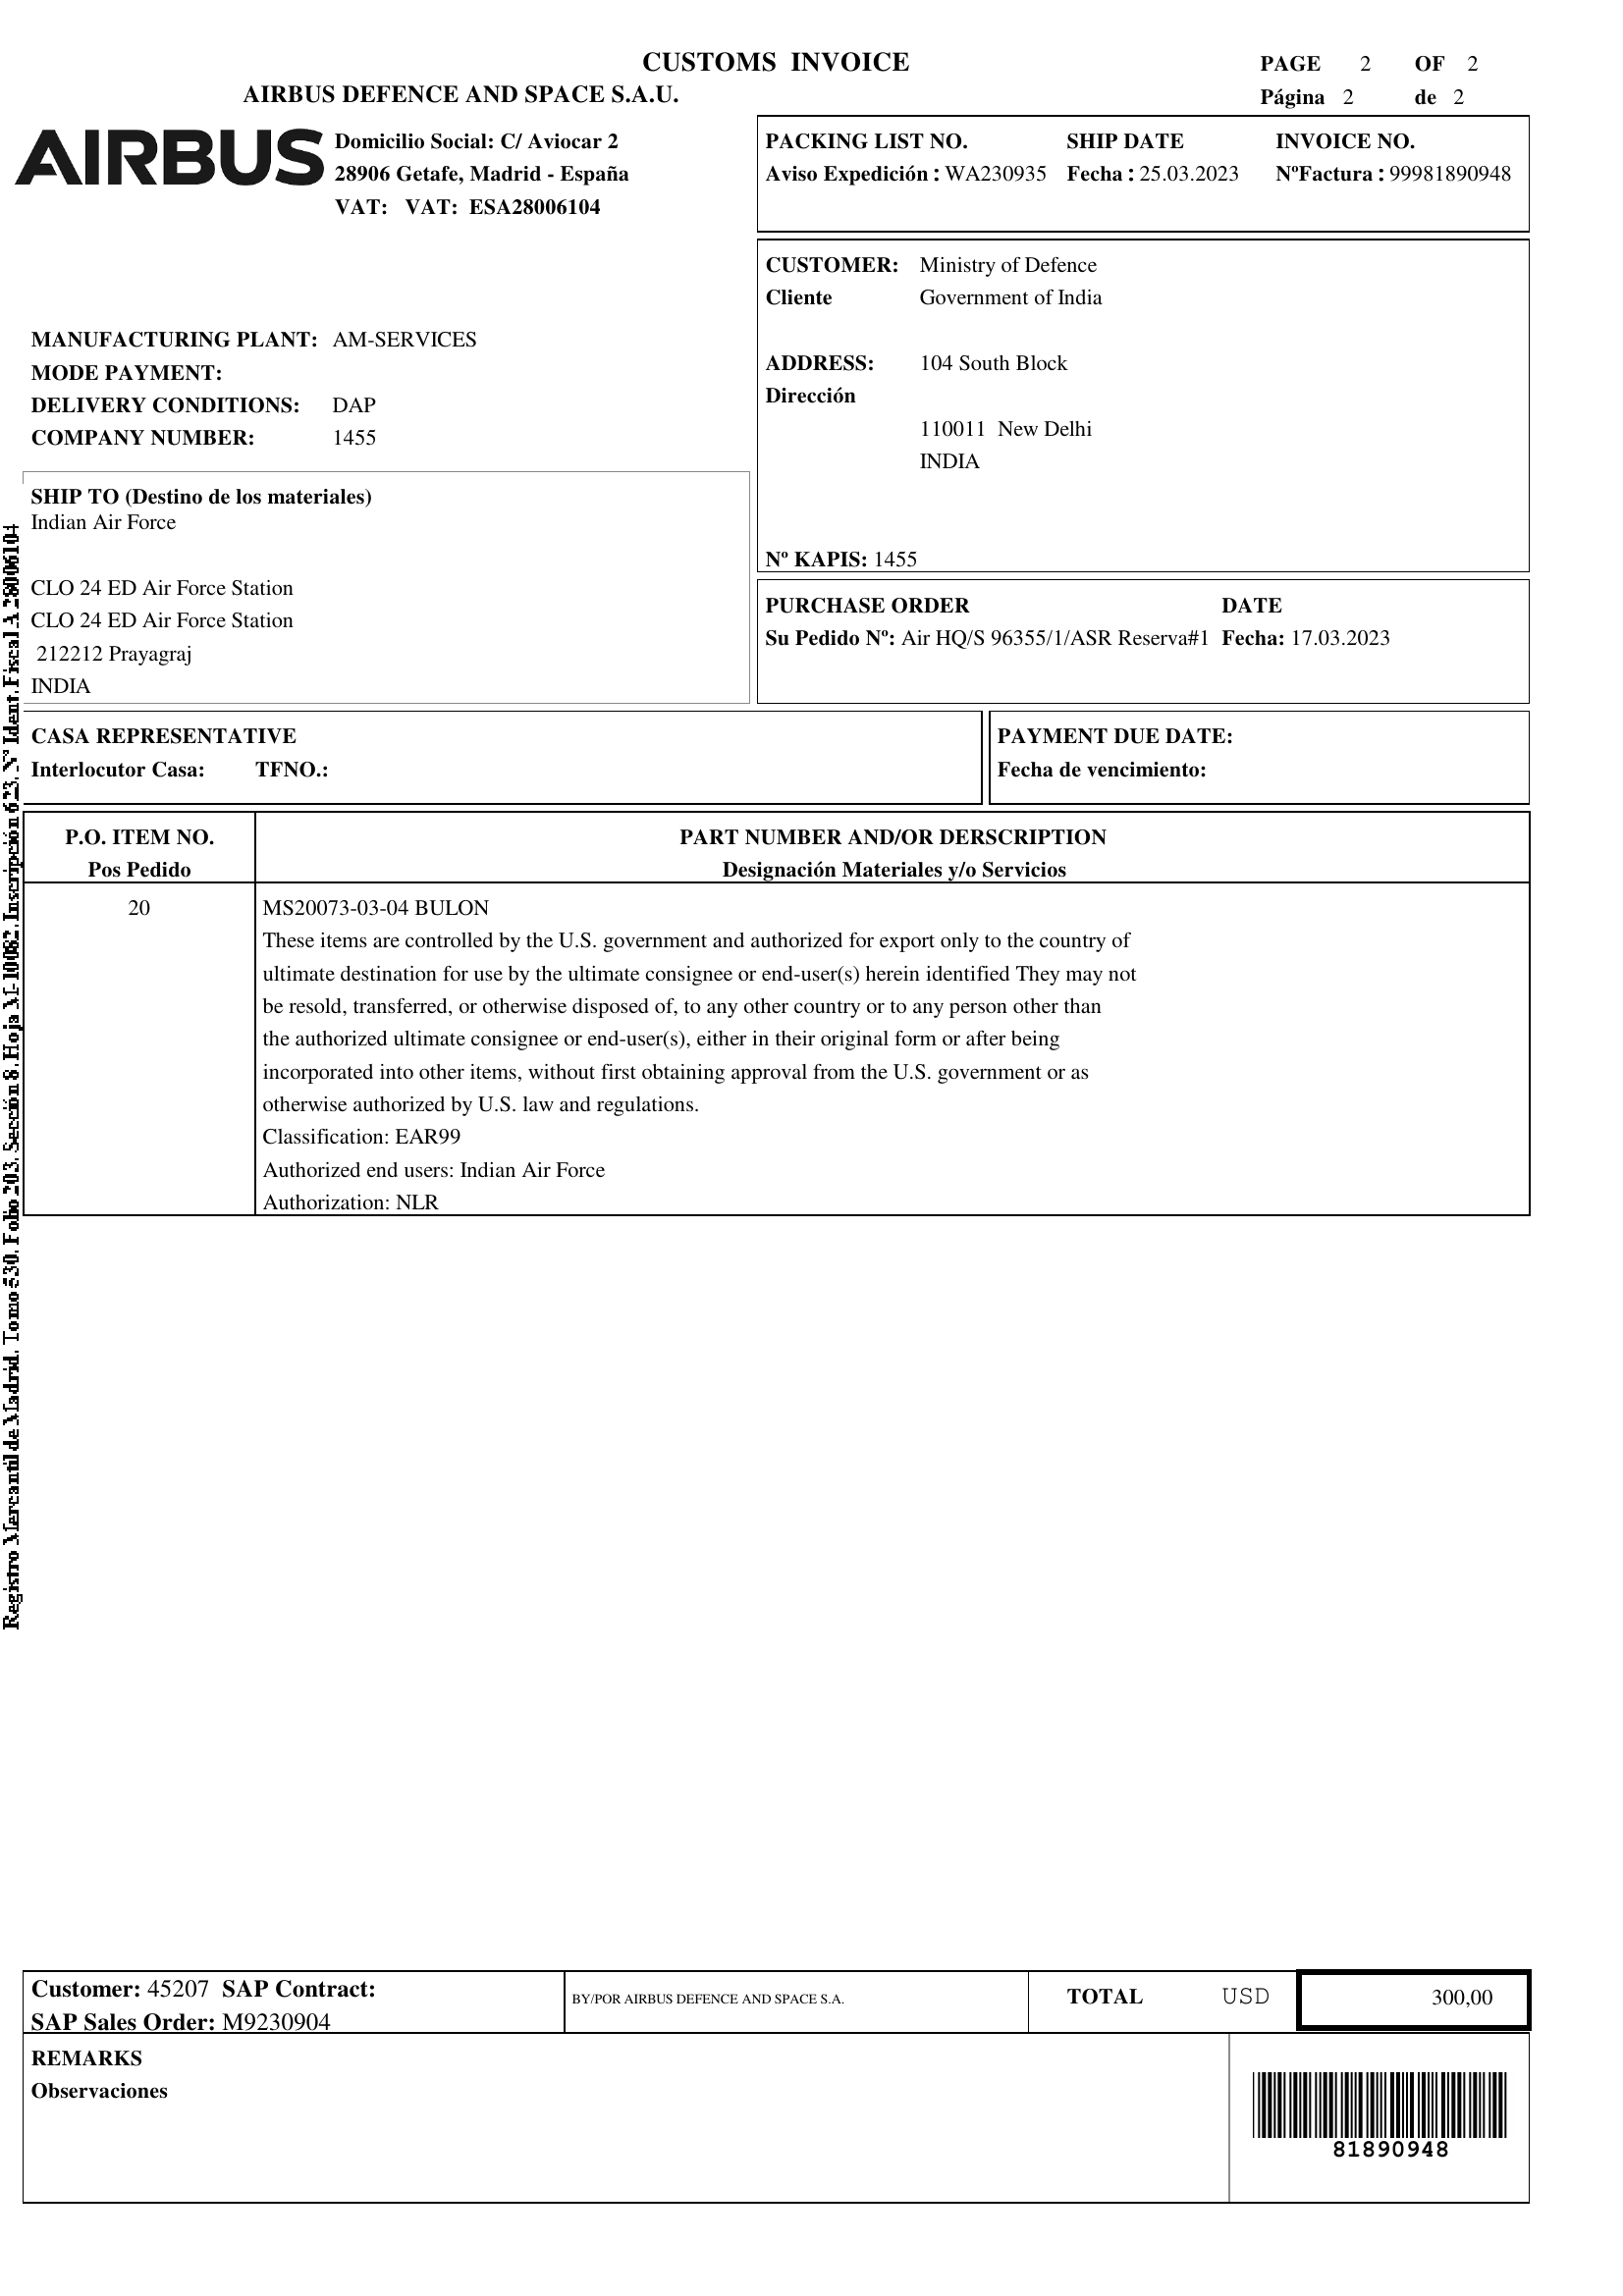 CUSTOMS INVOICE
PAGE 2 OF 2
AIRBUS DEFENCE AND SPACE S.A.U.
Página 2 de 2
AIRBUS
Domicilio Social: C/ Aviocar 2
28906 Getafe, Madrid - España
VAT: VAT: ESA28006104
PACKING LIST NO. SHIP DATE INVOICE NO.
Aviso Expedición : WA230935 Fecha : 25.03.2023 NºFactura : 99981890948
CUSTOMER: Ministry of Defence
Cliente Government of India
ADDRESS: 104 South Block
Dirección
110011 New Delhi
INDIA
Nº KAPIS: 1455
MANUFACTURING PLANT: AM-SERVICES
MODE PAYMENT:
DELIVERY CONDITIONS: DAP
COMPANY NUMBER: 1455
SHIP TO (Destino de los materiales)
Indian Air Force
CLO 24 ED Air Force Station
CLO 24 ED Air Force Station
212212 Prayagraj
INDIA
PURCHASE ORDER DATE
Su Pedido Nº: Air HQ/S 96355/1/ASR Reserva#1 Fecha: 17.03.2023
CASA REPRESENTATIVE
Interlocutor Casa: TFNO.:
PAYMENT DUE DATE:
Fecha de vencimiento:
P.O. ITEM NO. PART NUMBER AND/OR DERSCRIPTION
Pos Pedido Designación Materiales y/o Servicios
20 MS20073-03-04 BULON
These items are controlled by the U.S. government and authorized for export only to the country of
ultimate destination for use by the ultimate consignee or end-user(s) herein identified They may not
be resold, transferred, or otherwise disposed of, to any other country or to any person other than
the authorized ultimate consignee or end-user(s), either in their original form or after being
incorporated into other items, without first obtaining approval from the U.S. government or as
otherwise authorized by U.S. law and regulations.
Classification: EAR99
Authorized end users: Indian Air Force
Authorization: NLR
Registro Mercantil de Madrid, Tomo 530, Folio 203, Sección 8, Hoja M-10082, Inscripción 623, Nº Ident. Fiscal A 28006104
Customer: 45207 SAP Contract:
SAP Sales Order: M9230904
BY/POR AIRBUS DEFENCE AND SPACE S.A.
TOTAL USD 300,00
REMARKS
Observaciones
81890948